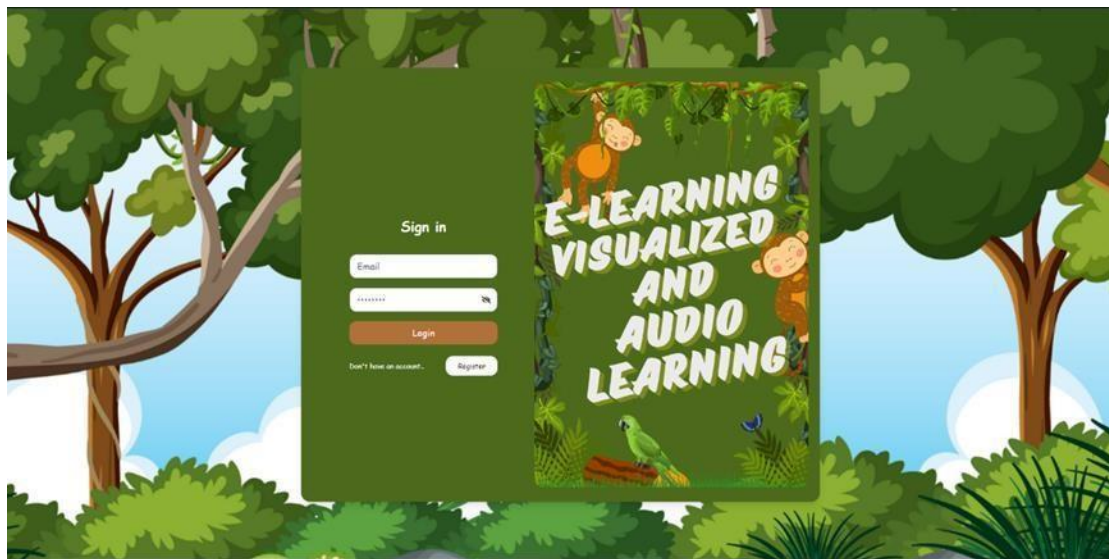 Sign in
Email
Login
Don't have an account..
Register
E-LEARNING
VISUALIZED
AND
AUDIO
LEARNING